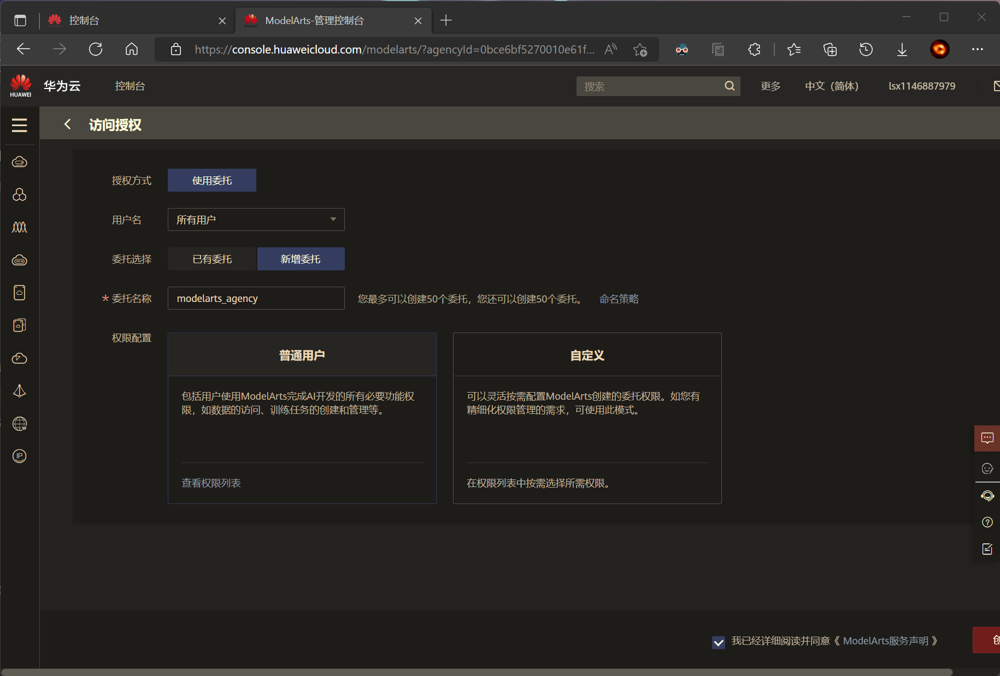 控制台
ModelArts-管理控制台
https://console.huaweicloud.com/modelarts/?agencyId=0bce6bf5270010e61f...
HUAWEI
华为云
控制台
搜索
更多
中文（简体）
lsx1146887979
访问授权
授权方式
使用委托
用户名
所有用户
委托选择
已有委托
新增委托
* 委托名称
modelarts_agency
您最多可以创建50个委托，您还可以创建50个委托。
命名策略
权限配置
普通用户
包括用户使用ModelArts完成AI开发的所有必要功能权
限，如数据的访问、训练任务的创建和管理等。
查看权限列表
自定义
可以灵活按需配置ModelArts创建的委托权限。如您有
精细化权限管理的需求，可使用此模式。
在权限列表中按需选择所需权限。
IP
我已经详细阅读并同意《 ModelArts服务声明 》
创